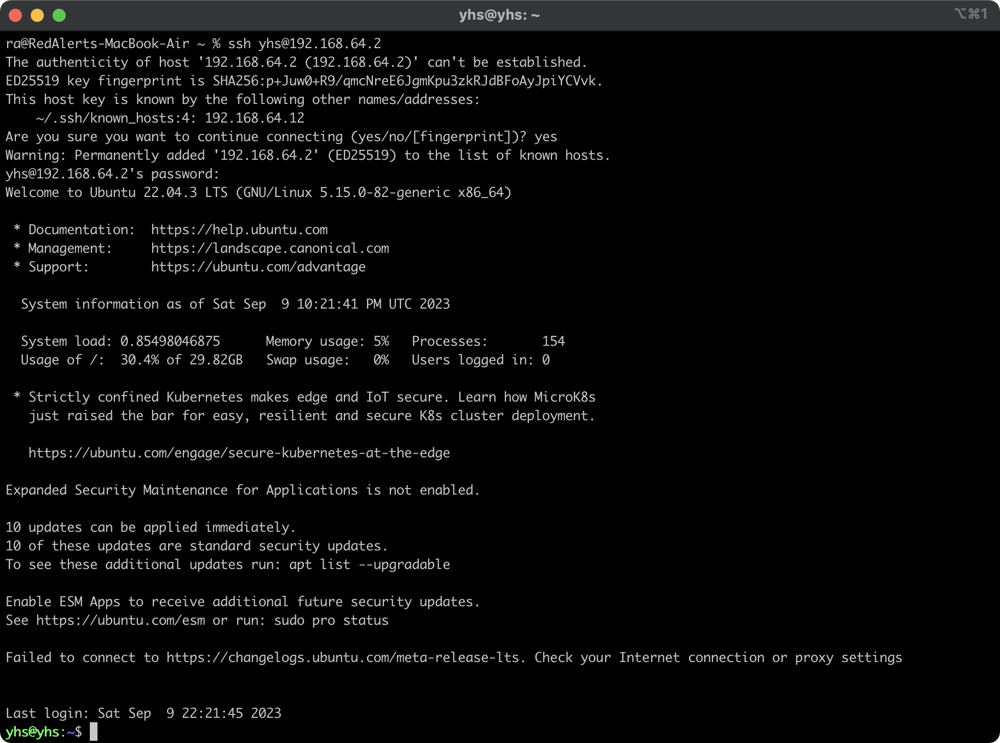 yhs@yhs: ~
⌥⌘1
ra@RedAlerts-MacBook-Air ~ % ssh yhs@192.168.64.2
The authenticity of host '192.168.64.2 (192.168.64.2)' can't be established.
ED25519 key fingerprint is SHA256:p+Juw0+R9/qmcNreE6JgmKpu3zkRJdBFoAyJpiYCVvk.
This host key is known by the following other names/addresses:
    ~/.ssh/known_hosts:4: 192.168.64.12
Are you sure you want to continue connecting (yes/no/[fingerprint])? yes
Warning: Permanently added '192.168.64.2' (ED25519) to the list of known hosts.
yhs@192.168.64.2's password:
Welcome to Ubuntu 22.04.3 LTS (GNU/Linux 5.15.0-82-generic x86_64)

 * Documentation:  https://help.ubuntu.com
 * Management:     https://landscape.canonical.com
 * Support:        https://ubuntu.com/advantage

  System information as of Sat Sep  9 10:21:41 PM UTC 2023

  System load: 0.85498046875      Memory usage: 5%   Processes:       154
  Usage of /:  30.4% of 29.82GB   Swap usage:   0%   Users logged in: 0

 * Strictly confined Kubernetes makes edge and IoT secure. Learn how MicroK8s
   just raised the bar for easy, resilient and secure K8s cluster deployment.

   https://ubuntu.com/engage/secure-kubernetes-at-the-edge

Expanded Security Maintenance for Applications is not enabled.

10 updates can be applied immediately.
10 of these updates are standard security updates.
To see these additional updates run: apt list --upgradable

Enable ESM Apps to receive additional future security updates.
See https://ubuntu.com/esm or run: sudo pro status

Failed to connect to https://changelogs.ubuntu.com/meta-release-lts. Check your Internet connection or proxy settings

Last login: Sat Sep  9 22:21:45 2023
yhs@yhs:~$